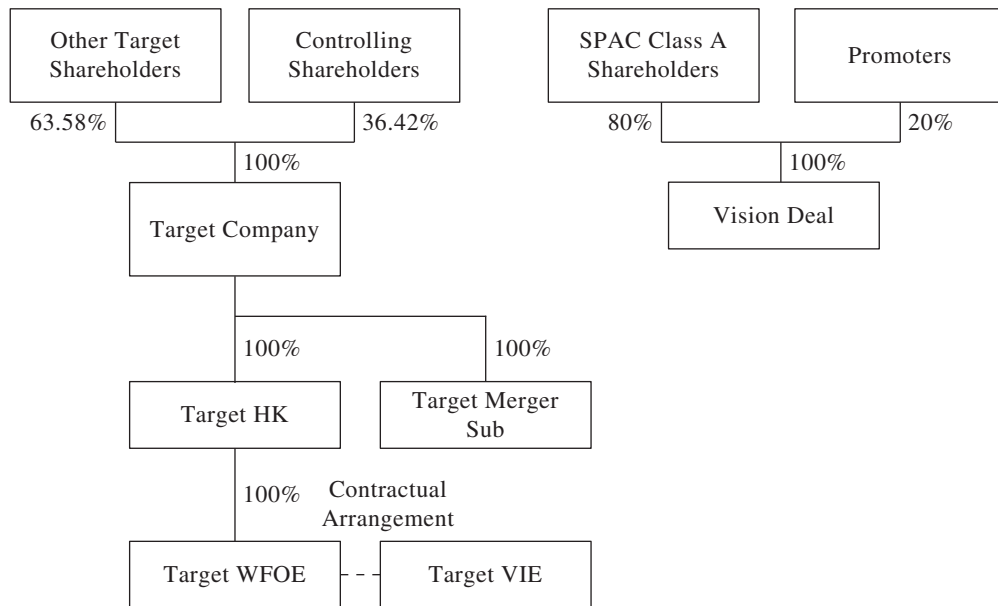 Other Target
Shareholders
Controlling
Shareholders
SPAC Class A
Shareholders
Promoters
63.58%
36.42%
80%
20%
100%
100%
Target Company
Vision Deal
100%
100%
Target HK
Target Merger
Sub
100%
Contractual
Arrangement
Target WFOE
Target VIE